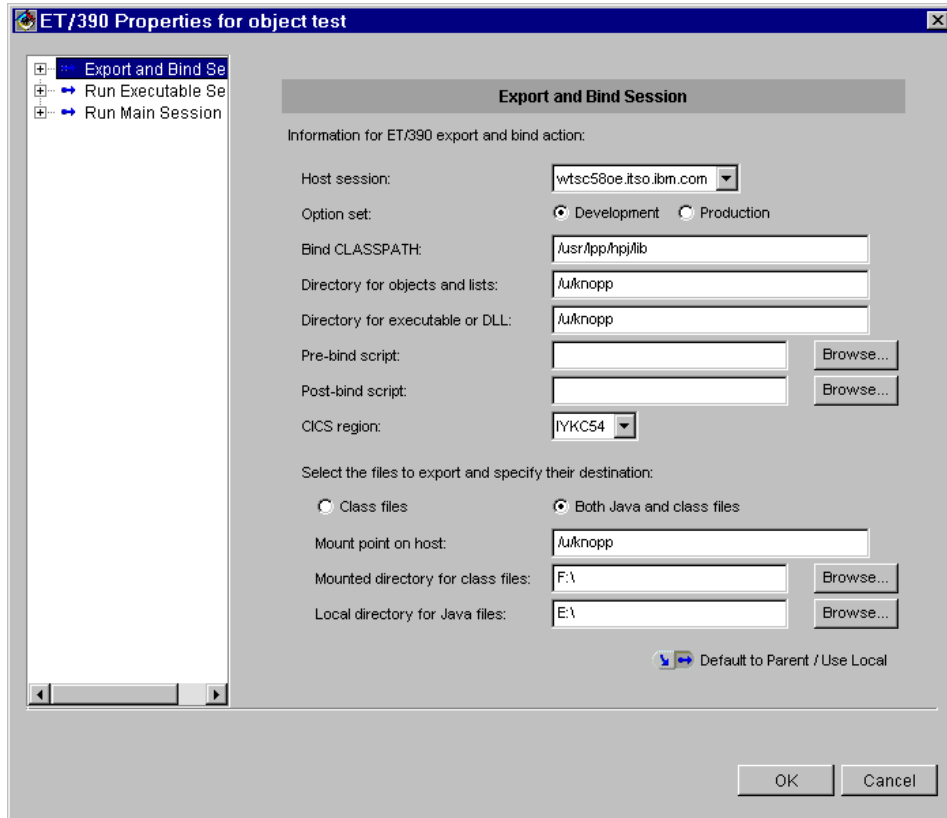 ET/390 Properties for object test
Export and Bind Se
Run Executable Se
Run Main Session
Export and Bind Session
Information for ET/390 export and bind action:
Host session: wtsc58oe.itso.ibm.com
Option set: Development Production
Bind CLASSPATH: /usr/lpp/hpj/lib
Directory for objects and lists: /u/knopp
Directory for executable or DLL: /u/knopp
Pre-bind script: Browse...
Post-bind script: Browse...
CICS region: IYKC54
Select the files to export and specify their destination:
Class files Both Java and class files
Mount point on host: /u/knopp
Mounted directory for class files: F:\ Browse...
Local directory for Java files: E:\ Browse...
Default to Parent / Use Local
OK Cancel